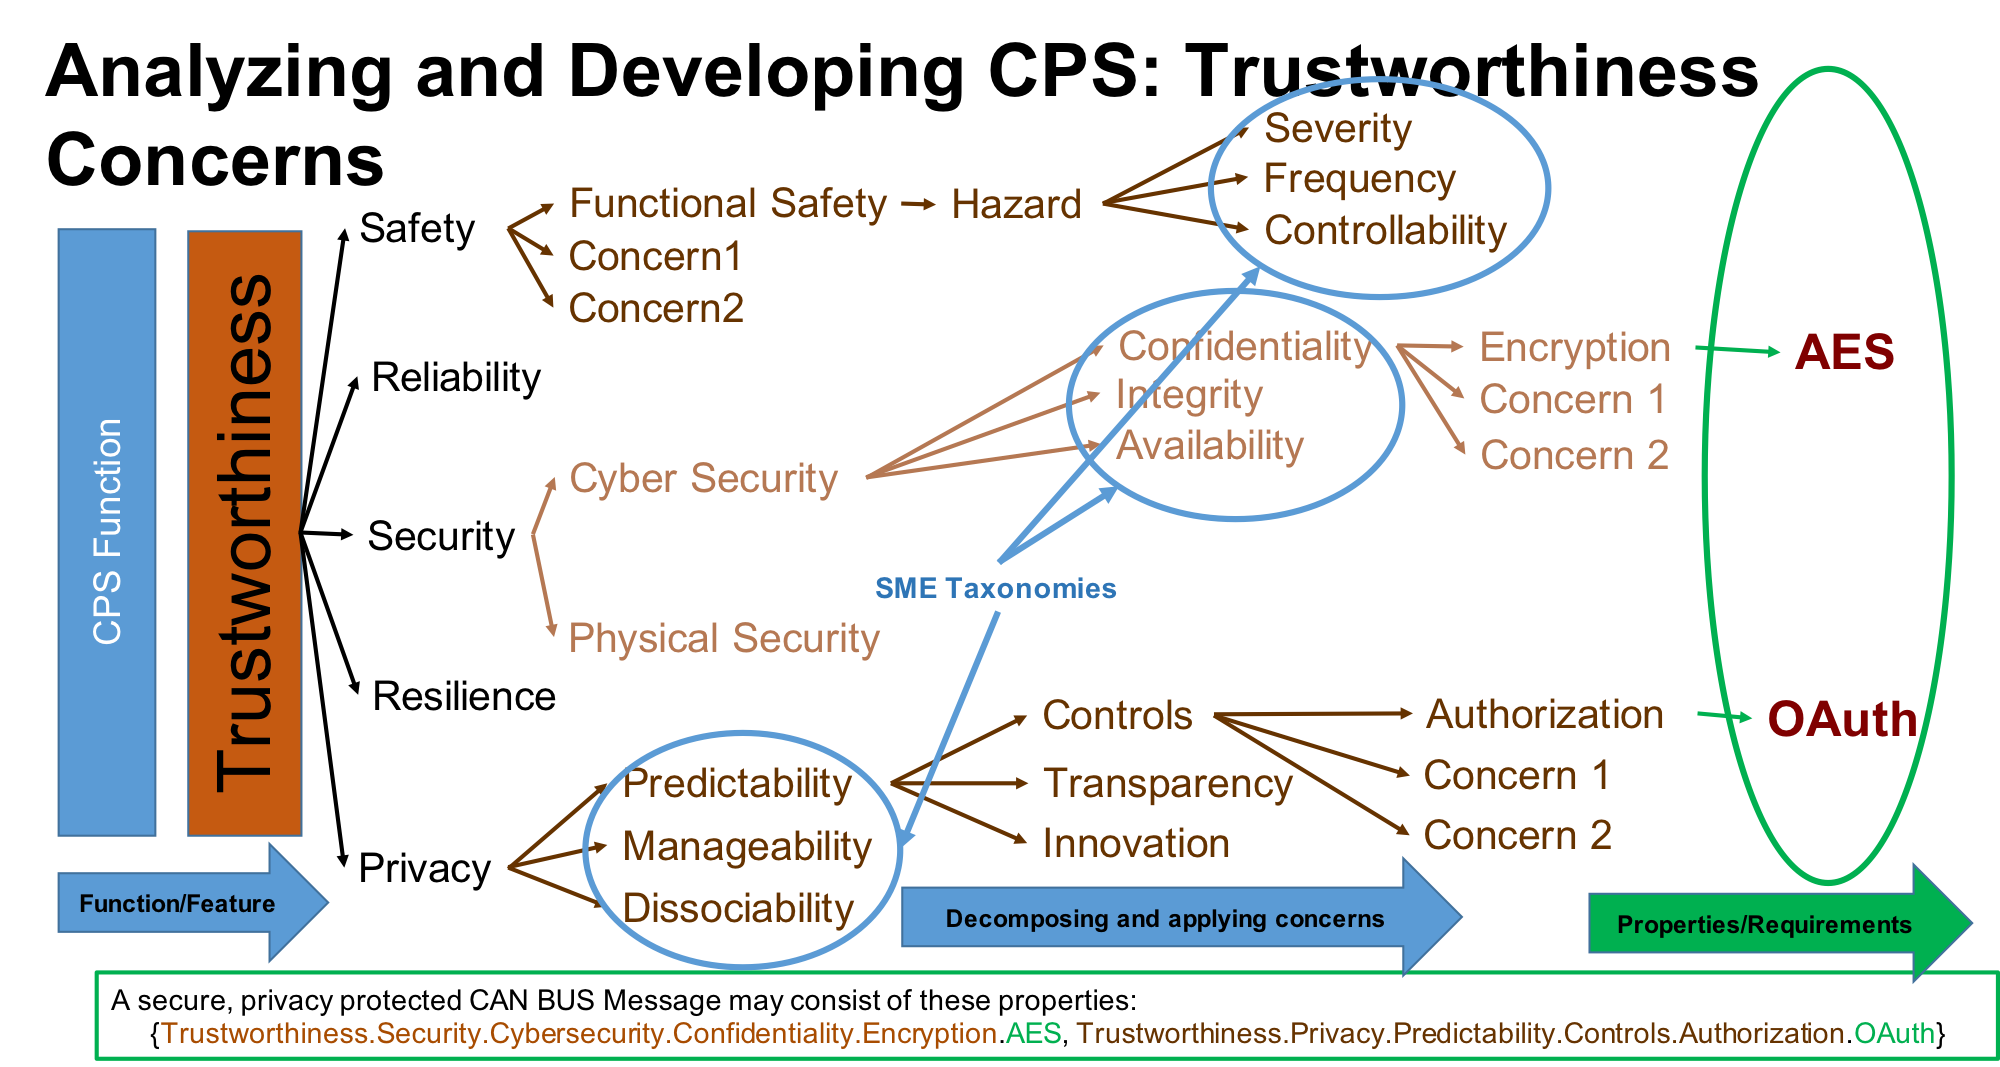 Analyzing and Developing CPS: Trustworthiness
Concerns
CPS Function
Trustworthiness
Safety
Reliability
Security
Resilience
Privacy
Functional Safety
Concern1
Concern2
Hazard
Severity
Frequency
Controllability
Cyber Security
Physical Security
Confidentiality
Integrity
Availability
Encryption
Concern 1
Concern 2
AES
SME Taxonomies
Predictability
Manageability
Dissociability
Controls
Transparency
Innovation
Authorization
Concern 1
Concern 2
OAuth
Function/Feature
Decomposing and applying concerns
Properties/Requirements
A secure, privacy protected CAN BUS Message may consist of these properties:
{Trustworthiness.Security.Cybersecurity.Confidentiality.Encryption.AES, Trustworthiness.Privacy.Predictability.Controls.Authorization.OAuth}